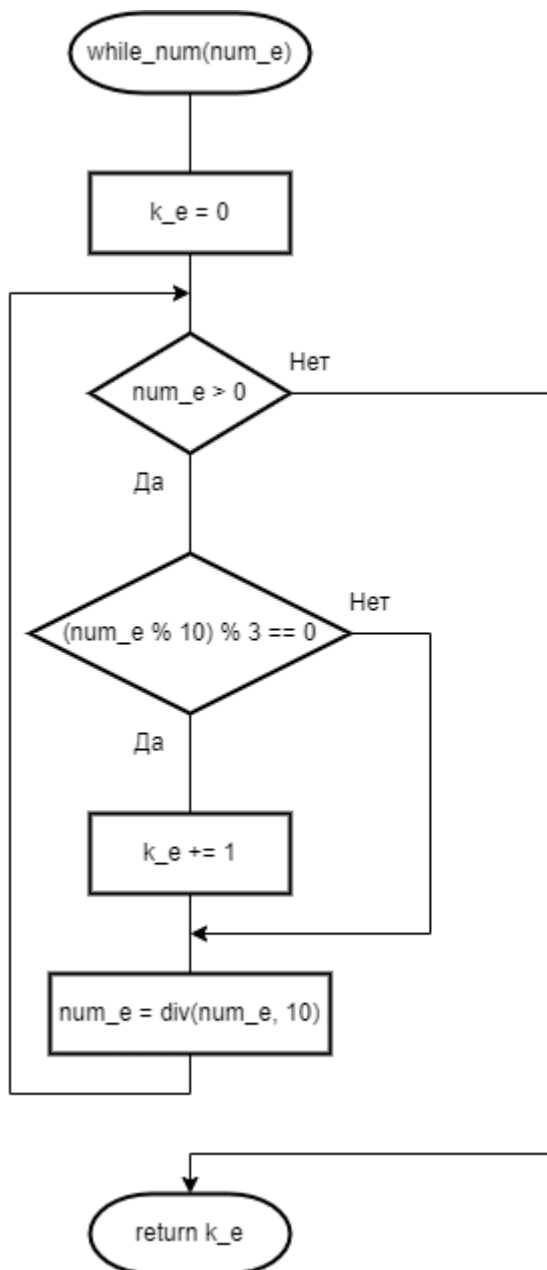 while_num(num_e)
k_e = 0
num_e > 0
Нет
Да
(num_e % 10) % 3 == 0
Нет
Да
k_e += 1
num_e = div(num_e, 10)
return k_e